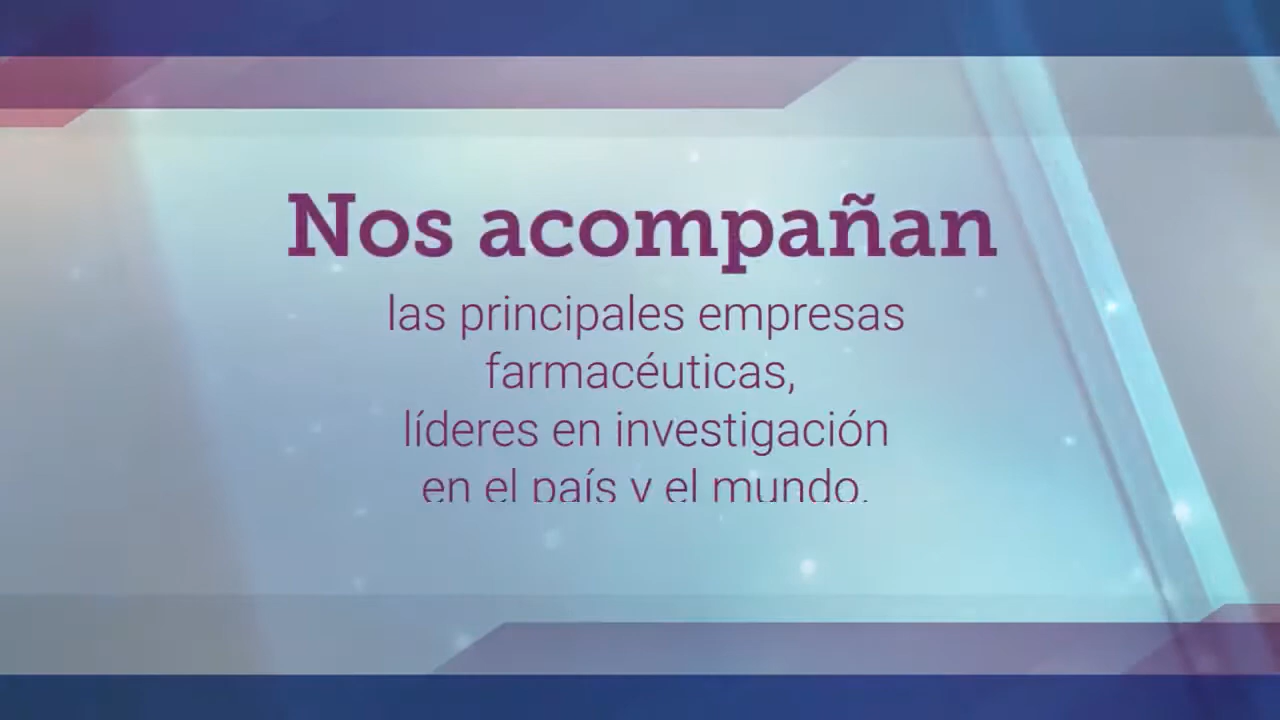 Nos acompañan
las principales empresas
farmacéuticas,
líderes en investigación
en el país y el mundo.